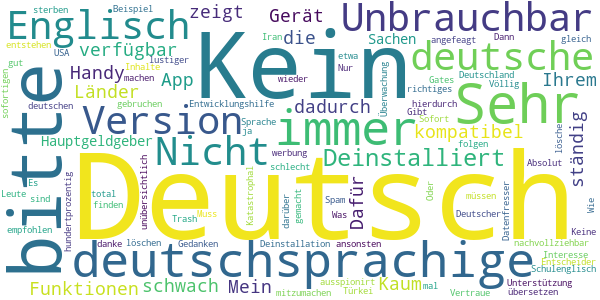 sterben Beispiel zeigt Gerät Iran Dann angefeagt Unbrauchbar
Englisch lustiger die Sachen gleich
entstehen USA verfügbar Kein etwa Nur deutsche
gut Inhalte machen wieder Gates Deutschland Ihrem
sofortigen Handy App Überwachung richtiges Völlig
Länder gebruchen Entwicklungshilfe dadurch hierdurch Sehr
bitte Version Sprache ja immer Gibt Sofort lösche
Hauptgeldgeber Nicht kompatibel ständig
Es Deinstalliert folgen Absolut
Leute sind total schlecht müssen
hundertprozentig finden unübersichtlich Deutsch werbung Dafür Datenfresser Wie
empfohlen Trash Katastrophal gemacht Spam Oder Deutscher
Muss darüber Was nachvollziehbar Keine
danke löschen Gedanken Deinstallation ansonsten Interesse
deutschsprachige Entscheider
Schulenglisch
Funktionen schwach Mein ausspioniert Kaum mal Unterstützung
mitzumachen Türkei Vertraue übersetzen
deutschen